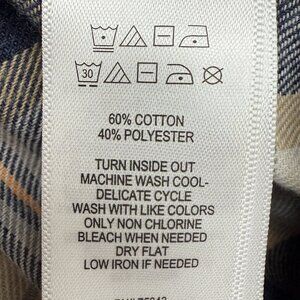 30
60% COTTON
40% POLYESTER
TURN INSIDE OUT
MACHINE WASH COOL-
DELICATE CYCLE
WASH WITH LIKE COLORS
ONLY NON CHLORINE
BLEACH WHEN NEEDED
DRY FLAT
LOW IRON IF NEEDED